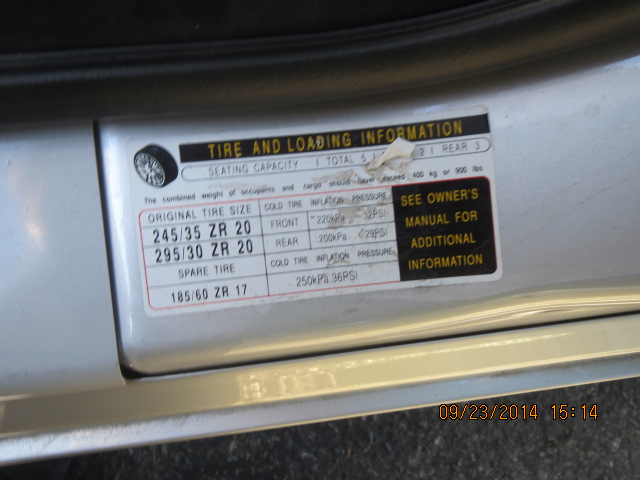 TIRE AND LOADING INFORMATION
SEATING CAPACITY | TOTAL 5 | 2 | REAR 3
The combined weight of occupants and cargo should never exceed 400 kg or 900 lbs
ORIGINAL TIRE SIZE
245/35 ZR 20
295/30 ZR 20
SPARE TIRE
185/60 ZR 17
COLD TIRE INFLATION PRESSURE
FRONT 220kPa, 32PSI
REAR 200kPa, 29PSI
COLD TIRE INFLATION PRESSURE
250kPa, 36PSI
SEE OWNER'S
MANUAL FOR
ADDITIONAL
INFORMATION
09/23/2014 15:14